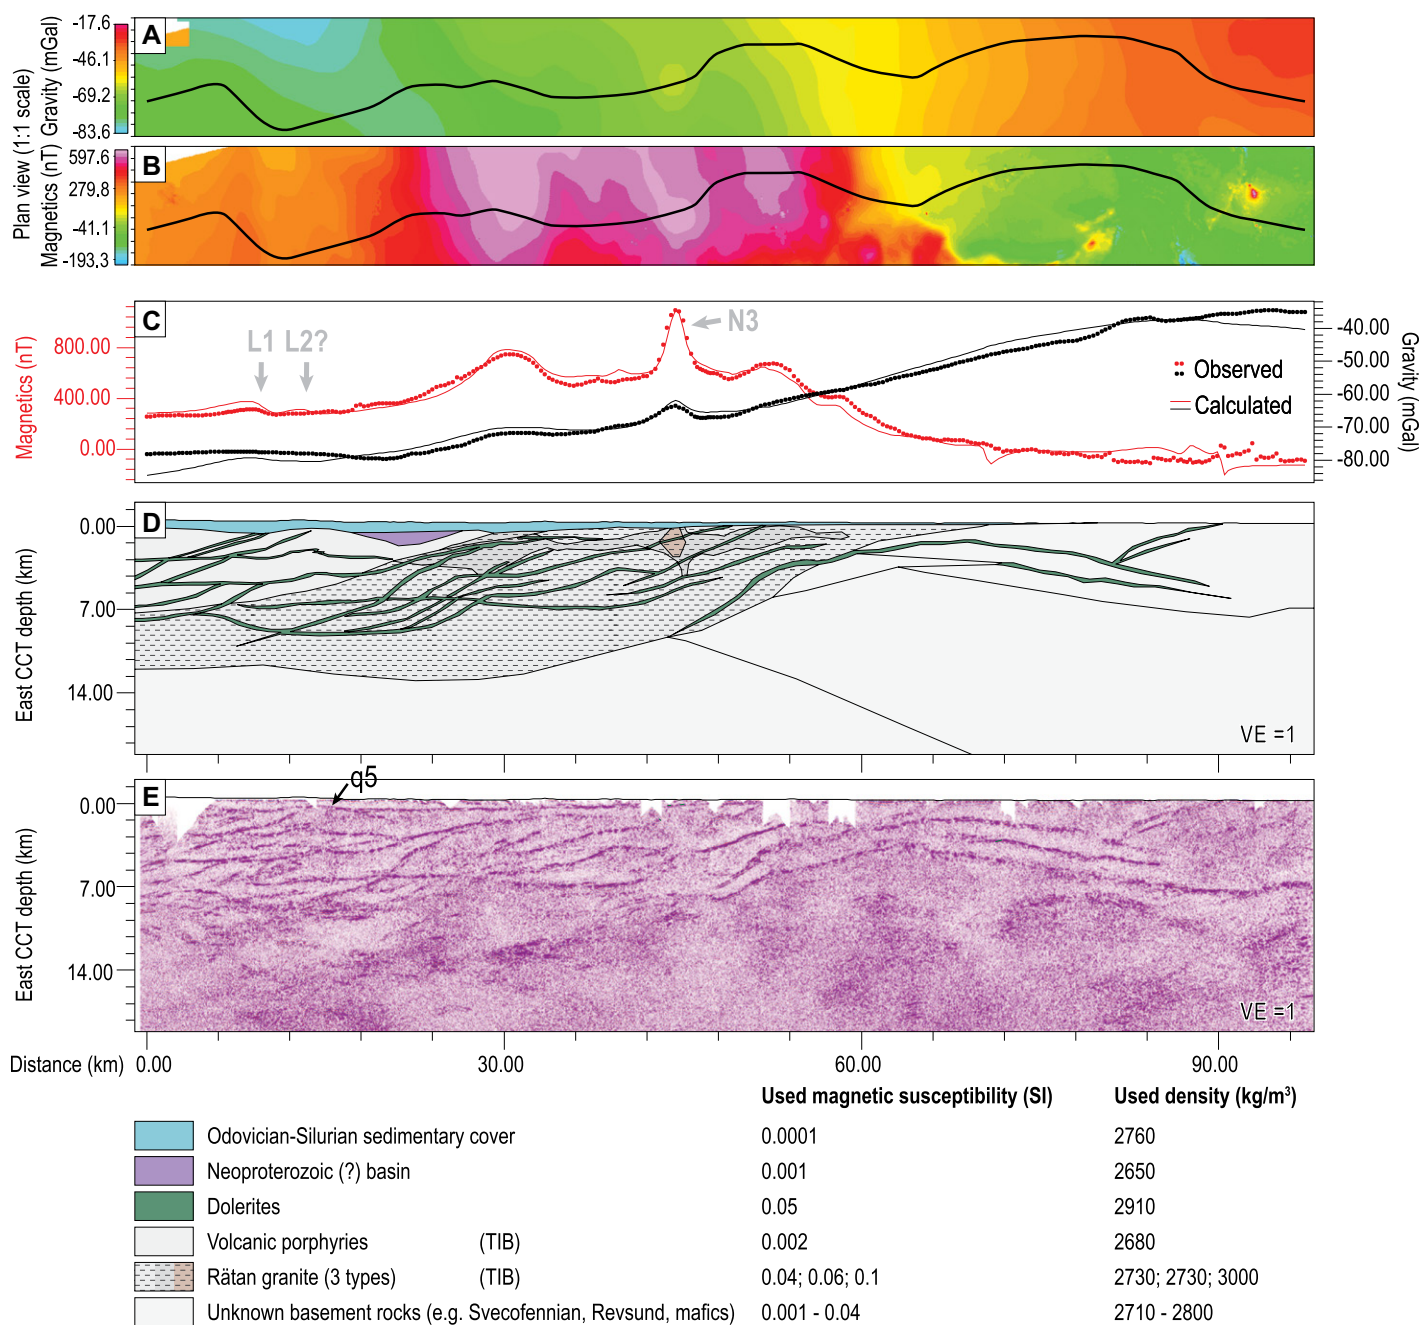 Plan view (1:1 scale)
Gravity (mGal)
-17.6
-46.1
-69.2
-83.6
A
Magnetics (nT)
597.6
279.8
-41.1
-193.3
B
C
Magnetics (nT)
800.00
400.00
0.00
L1
L2?
N3
Observed
Calculated
-40.00
-50.00
-60.00
-70.00
-80.00
Gravity (mGal)
D
East CCT depth (km)
0.00
7.00
14.00
VE =1
q5
E
East CCT depth (km)
0.00
7.00
14.00
VE =1
Distance (km) 0.00 30.00 60.00 90.00
Used magnetic susceptibility (SI) Used density (kg/m³)
Odovician-Silurian sedimentary cover 0.0001 2760
Neoproterozoic (?) basin 0.001 2650
Dolerites 0.05 2910
Volcanic porphyries (TIB) 0.002 2680
Rätan granite (3 types) (TIB) 0.04; 0.06; 0.1 2730; 2730; 3000
Unknown basement rocks (e.g. Svecofennian, Revsund, mafics) 0.001 - 0.04 2710 - 2800